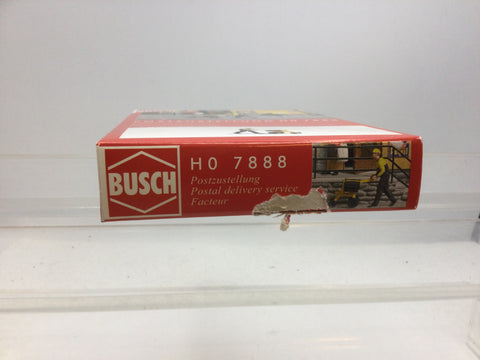 BUSCH
H0 7888
Postzustellung
Postal delivery service
Facteur